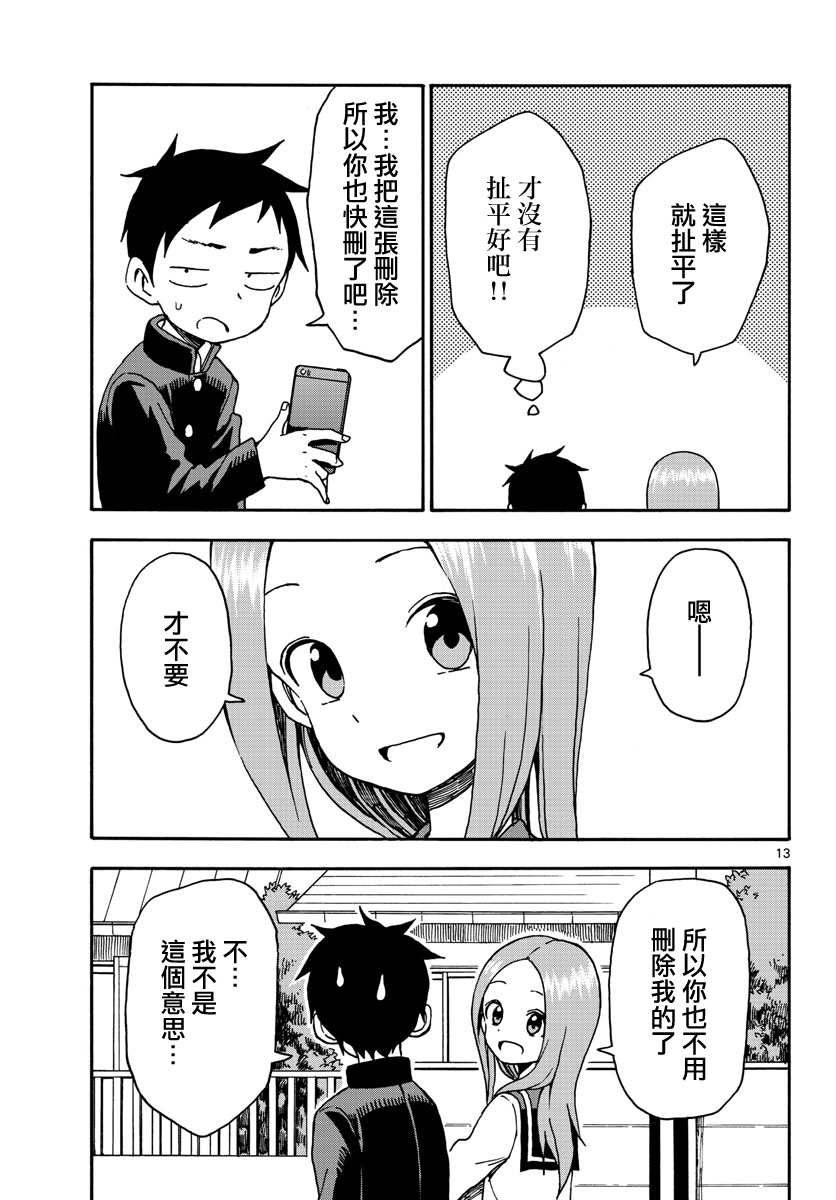 這樣
就扯平了
才沒有
扯平好吧!!
我…我把這張刪除
所以你也快刪了吧…
嗯──
才不要
13
所以你也不用
刪除我的了
不…
我不是
這個意思…